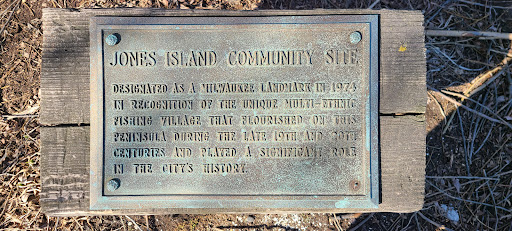 JONES ISLAND COMMUNITY SITE
DESIGNATED AS A MILWAUKEE LANDMARK IN 1973
IN RECOGNITION OF THE UNIQUE MULTI-ETHNIC
FISHING VILLAGE THAT FLOURISHED ON THIS
PENINSULA DURING THE LATE 19TH AND 20TH
CENTURIES AND PLAYED A SIGNIFICANT ROLE
IN THE CITY'S HISTORY.